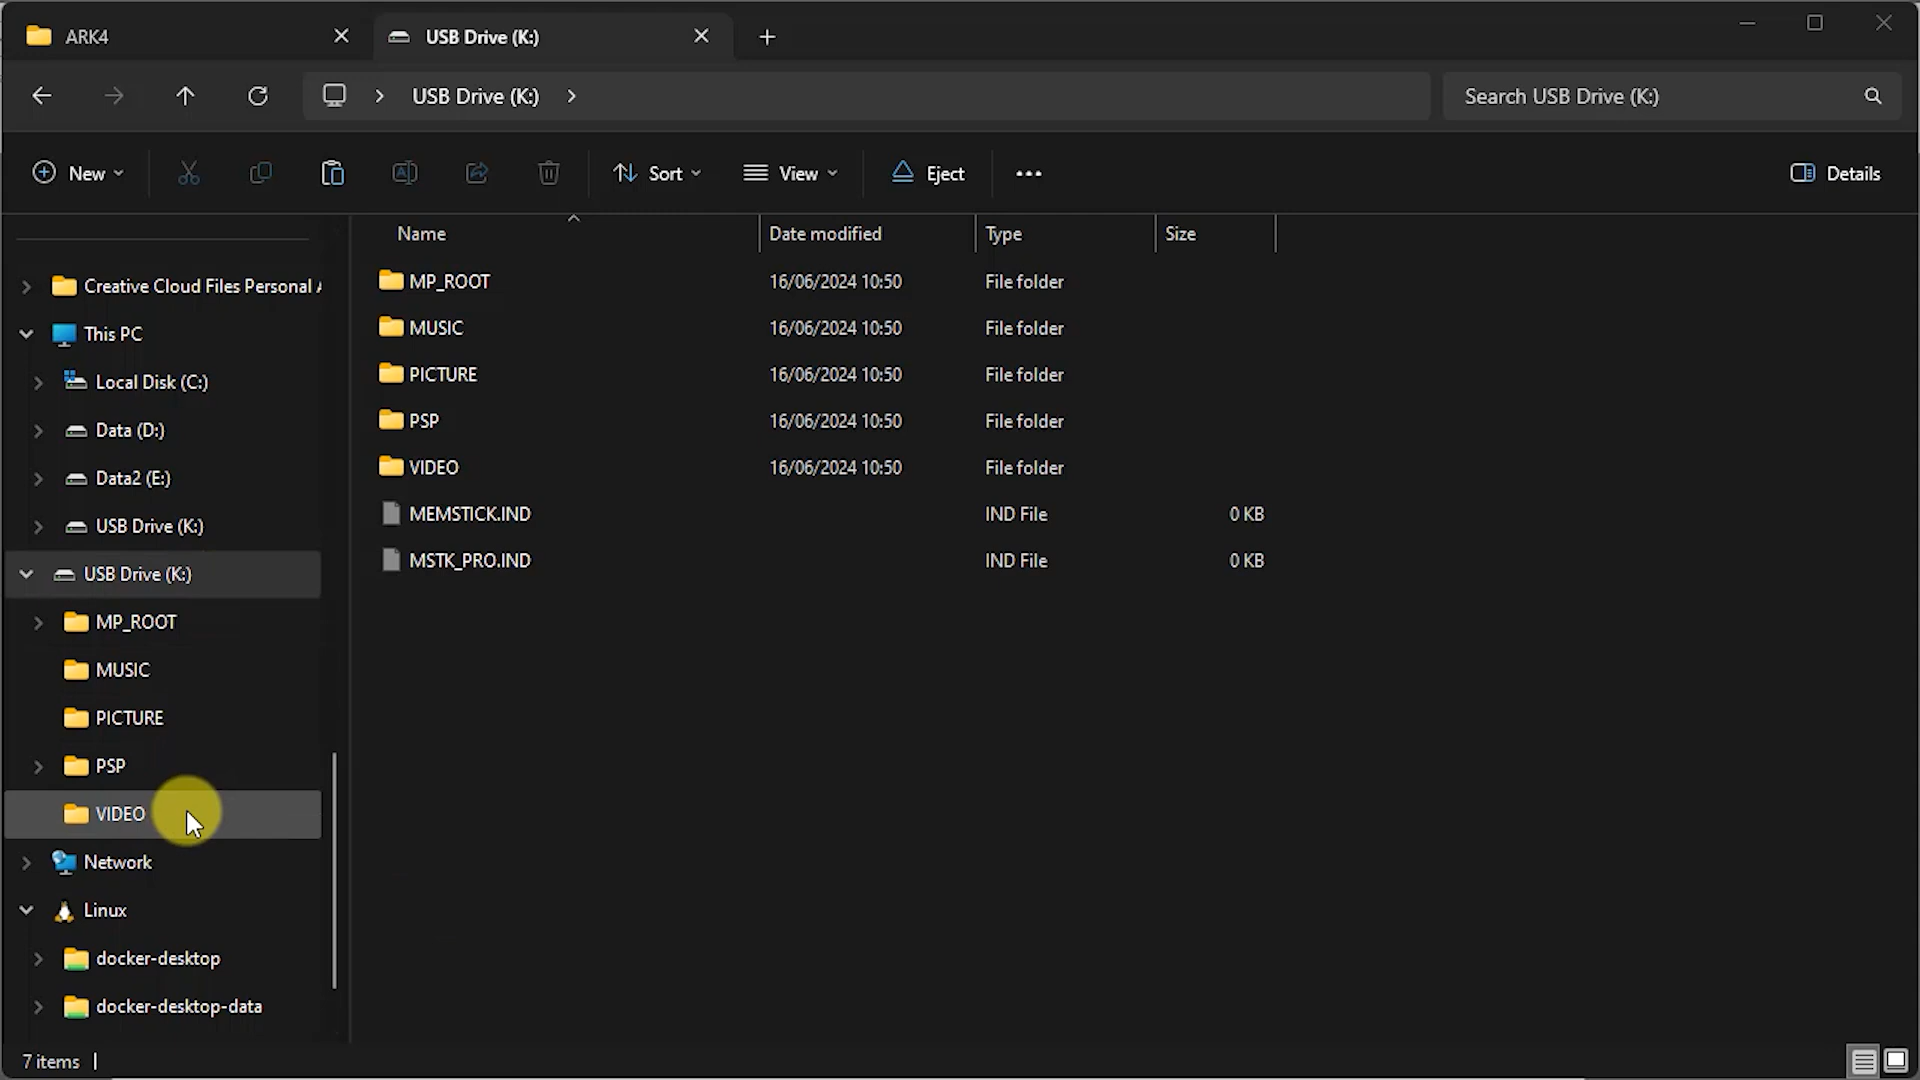 ARK4
USB Drive (K:)
USB Drive (K:)
Search USB Drive (K:)
New
Sort
View
Eject
Details
Name
Date modified
Type
Size
Creative Cloud Files Personal A
This PC
Local Disk (C:)
Data (D:)
Data2 (E:)
USB Drive (K:)
USB Drive (K:)
MP_ROOT
MUSIC
PICTURE
PSP
VIDEO
Network
Linux
docker-desktop
docker-desktop-data
MP_ROOT 16/06/2024 10:50 File folder
MUSIC 16/06/2024 10:50 File folder
PICTURE 16/06/2024 10:50 File folder
PSP 16/06/2024 10:50 File folder
VIDEO 16/06/2024 10:50 File folder
MEMSTICK.IND IND File 0 KB
MSTK_PRO.IND IND File 0 KB
7 items